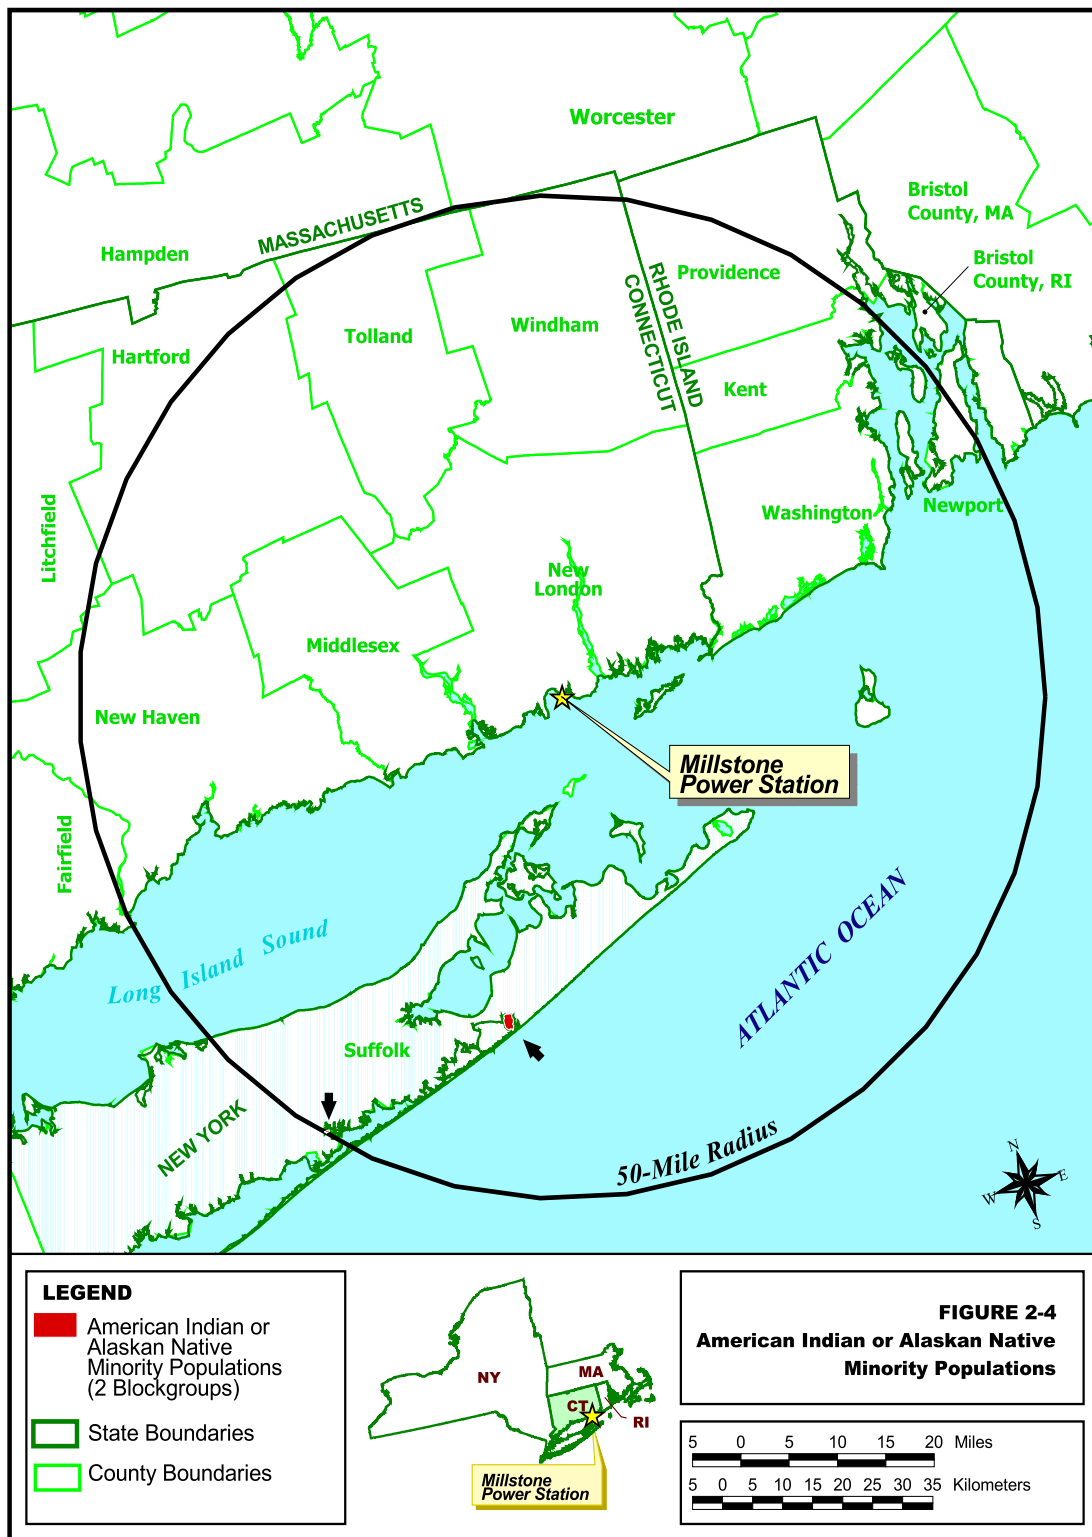 Worcester
Bristol
County, MA
MASSACHUSETTS
Hampden
Bristol
County, RI
RHODE ISLAND
CONNECTICUT
Providence
Windham
Tolland
Hartford
Kent
Litchfield
Washington
Newport
New
London
Middlesex
New Haven
Millstone
Power Station
Fairfield
ATLANTIC OCEAN
Long Island Sound
Suffolk
NEW YORK
50-Mile Radius
N
E
W
S
LEGEND
American Indian or
Alaskan Native
Minority Populations
(2 Blockgroups)
State Boundaries
County Boundaries
NY
MA
CT
RI
Millstone
Power Station
FIGURE 2-4
American Indian or Alaskan Native
Minority Populations
5 0 5 10 15 20 Miles
5 0 5 10 15 20 25 30 35 Kilometers